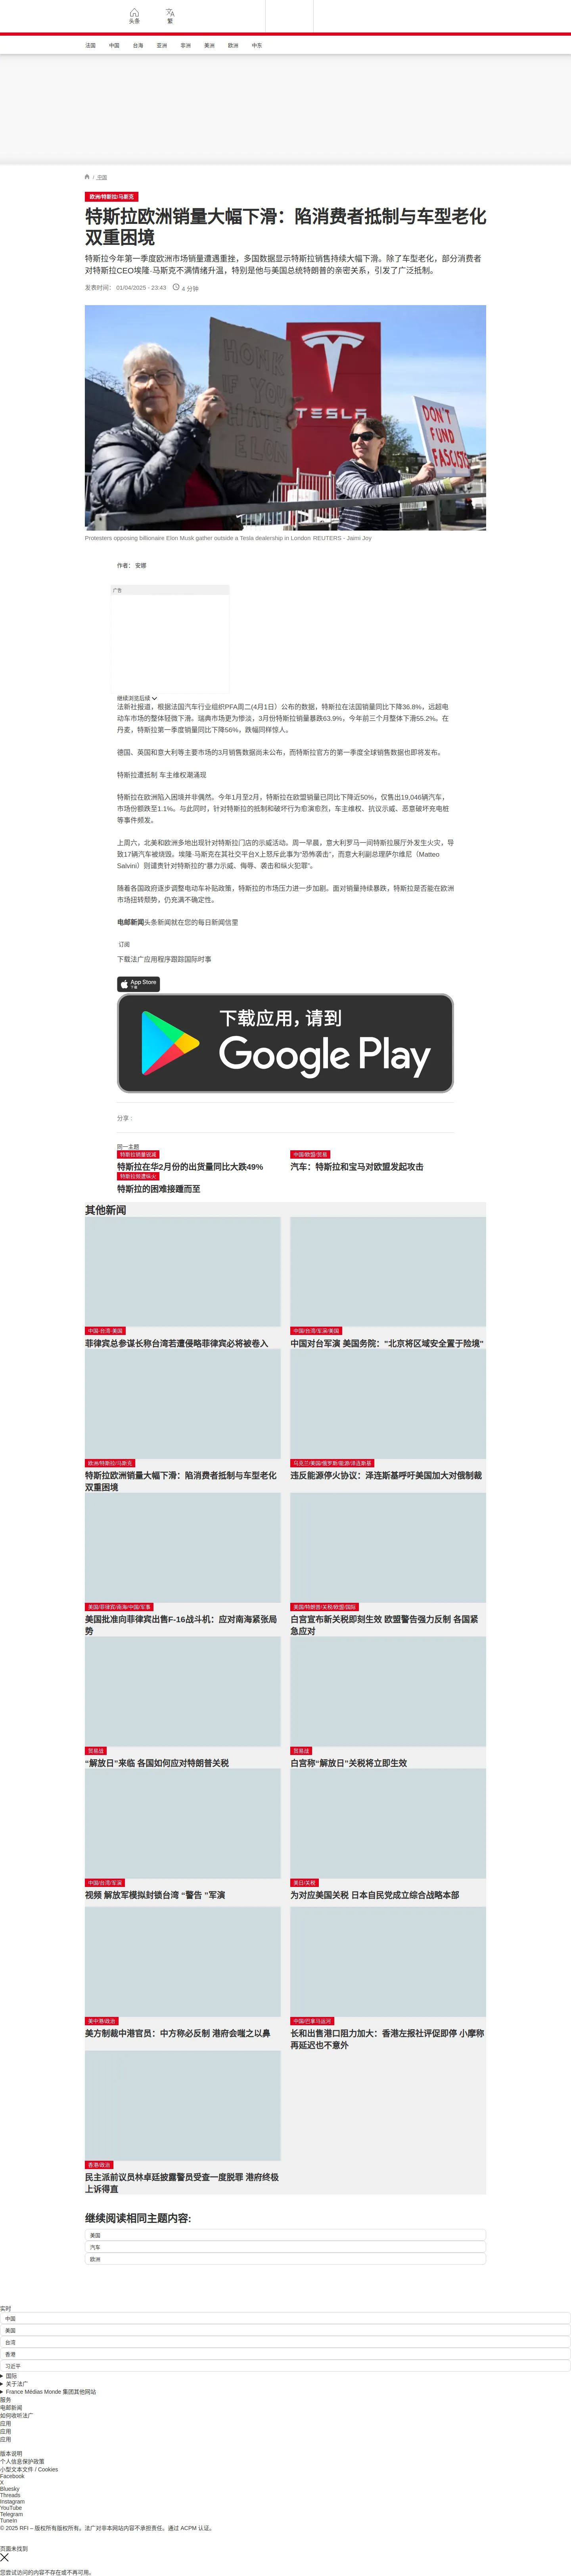 头条
繁
法国
中国
台海
亚洲
非洲
美洲
欧洲
中东
/ 中国
欧洲/特斯拉/马斯克
特斯拉欧洲销量大幅下滑：陷消费者抵制与车型老化
双重困境
特斯拉今年第一季度欧洲市场销量遭遇重挫，多国数据显示特斯拉销售持续大幅下滑。除了车型老化，部分消费者
对特斯拉CEO埃隆·马斯克不满情绪升温，特别是他与美国总统特朗普的亲密关系，引发了广泛抵制。
发表时间： 01/04/2025 - 23:43
4 分钟
HONK IF YOU HATE ELON
TESLA
DON'T FUND FASCISTS
Protesters opposing billionaire Elon Musk gather outside a Tesla dealership in London REUTERS - Jaimi Joy
作者： 安娜
广告
继续浏览后续
法新社报道，根据法国汽车行业组织PFA周二(4月1日）公布的数据，特斯拉在法国销量同比下降36.8%，远超电
动车市场的整体轻微下滑。瑞典市场更为惨淡，3月份特斯拉销量暴跌63.9%，今年前三个月整体下滑55.2%。在
丹麦，特斯拉第一季度销量同比下降56%，跌幅同样惊人。
德国、英国和意大利等主要市场的3月销售数据尚未公布，而特斯拉官方的第一季度全球销售数据也即将发布。
特斯拉遭抵制 车主维权潮涌现
特斯拉在欧洲陷入困境并非偶然。今年1月至2月，特斯拉在欧盟销量已同比下降近50%，仅售出19,046辆汽车，
市场份额跌至1.1%。与此同时，针对特斯拉的抵制和破坏行为愈演愈烈，车主维权、抗议示威、恶意破坏充电桩
等事件频发。
上周六，北美和欧洲多地出现针对特斯拉门店的示威活动。周一早晨，意大利罗马一间特斯拉展厅外发生火灾，导
致17辆汽车被烧毁。埃隆·马斯克在其社交平台X上怒斥此事为“恐怖袭击”，而意大利副总理萨尔维尼（Matteo
Salvini）则谴责针对特斯拉的“暴力示威、侮辱、袭击和纵火犯罪”。
随着各国政府逐步调整电动车补贴政策，特斯拉的市场压力进一步加剧。面对销量持续暴跌，特斯拉是否能在欧洲
市场扭转颓势，仍充满不确定性。
电邮新闻头条新闻就在您的每日新闻信里
订阅
下载法广应用程序跟踪国际时事
App Store
下载
下载应用，请到
Google Play
分享 :
同一主题
特斯拉销量锐减
特斯拉在华2月份的出货量同比大跌49%
中国/欧盟/贸易
汽车：特斯拉和宝马对欧盟发起攻击
特斯拉频遭纵火
特斯拉的困难接踵而至
其他新闻
中国-台湾-美国
菲律宾总参谋长称台湾若遭侵略菲律宾必将被卷入
中国/台湾/军演/美国
中国对台军演 美国务院："北京将区域安全置于险境"
欧洲/特斯拉/马斯克
特斯拉欧洲销量大幅下滑：陷消费者抵制与车型老化
双重困境
乌克兰/美国/俄罗斯/能源/泽连斯基
违反能源停火协议：泽连斯基呼吁美国加大对俄制裁
美国/菲律宾/南海/中国/军事
美国批准向菲律宾出售F-16战斗机：应对南海紧张局
势
美国/特朗普/关税/欧盟/国际
白宫宣布新关税即刻生效 欧盟警告强力反制 各国紧
急应对
贸易战
“解放日”来临 各国如何应对特朗普关税
贸易战
白宫称“解放日”关税将立即生效
中国/台湾/军演
视频 解放军模拟封锁台湾 “警告 ”军演
美日/关税
为对应美国关税 日本自民党成立综合战略本部
美中港/政治
美方制裁中港官员：中方称必反制 港府会嗤之以鼻
中国/巴拿马运河
长和出售港口阻力加大：香港左报社评促即停 小摩称
再延迟也不意外
香港/政治
民主派前议员林卓廷披露警员受查一度脱罪 港府终极
上诉得直
继续阅读相同主题内容:
美国
汽车
欧洲
实时
中国
美国
台湾
香港
习近平
国际
关于法广
France Médias Monde 集团其他网站
服务
电邮新闻
如何收听法广
应用
应用
应用
版本说明
个人信息保护政策
小型文本文件 / Cookies
Facebook
X
Bluesky
Threads
Instagram
YouTube
Telegram
TuneIn
© 2025 RFI – 版权所有版权所有。法广对非本网站内容不承担责任。通过 ACPM 认证。
页面未找到
您尝试访问的内容不存在或不再可用。